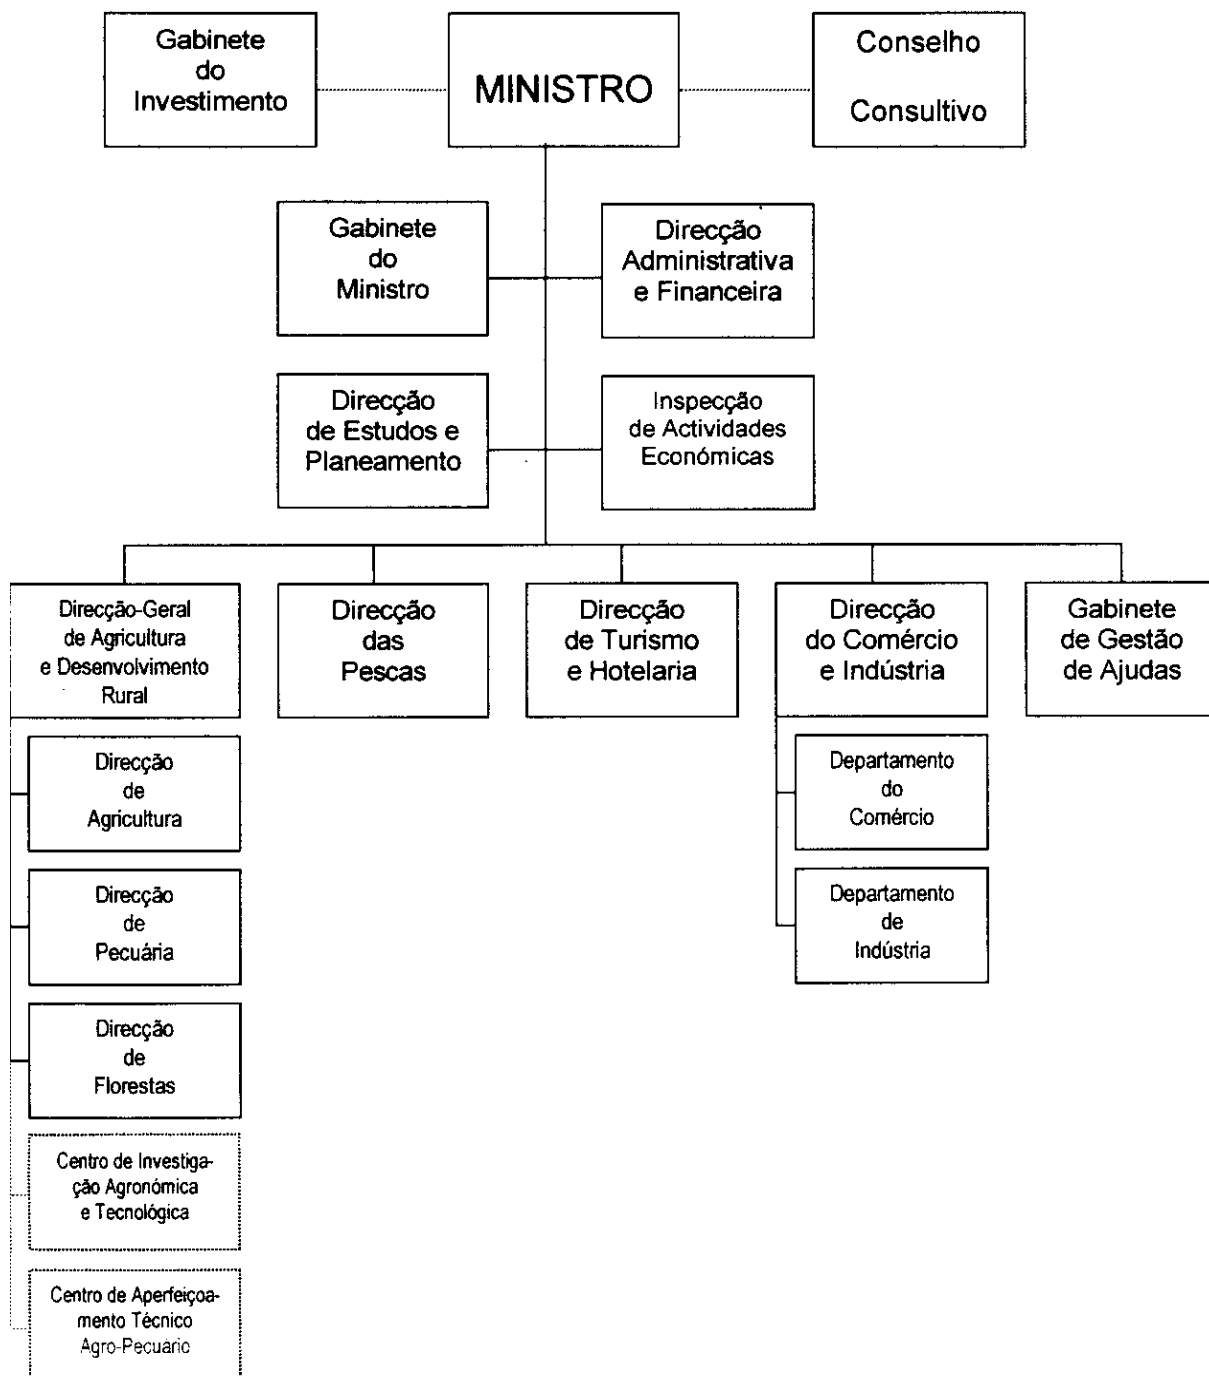 Gabinete
do
Investimento
MINISTRO
Conselho
Consultivo
Gabinete
do
Ministro
Direcção
Administrativa
e Financeira
Direcção
de Estudos e
Planeamento
Inspecção
de Actividades
Económicas
Direcção-Geral
de Agricultura
e Desenvolvimento
Rural
Direcção
das
Pescas
Direcção
de Turismo
e Hotelaria
Direcção
do Comércio
e Indústria
Gabinete
de Gestão
de Ajudas
Direcção
de
Agricultura
Direcção
de
Pecuária
Direcção
de
Florestas
Centro de Investiga-
ção Agronómica
e Tecnológica
Centro de Aperfeiçoa-
mento Técnico
Agro-Pecuário
Departamento
do
Comércio
Departamento
de
Indústria